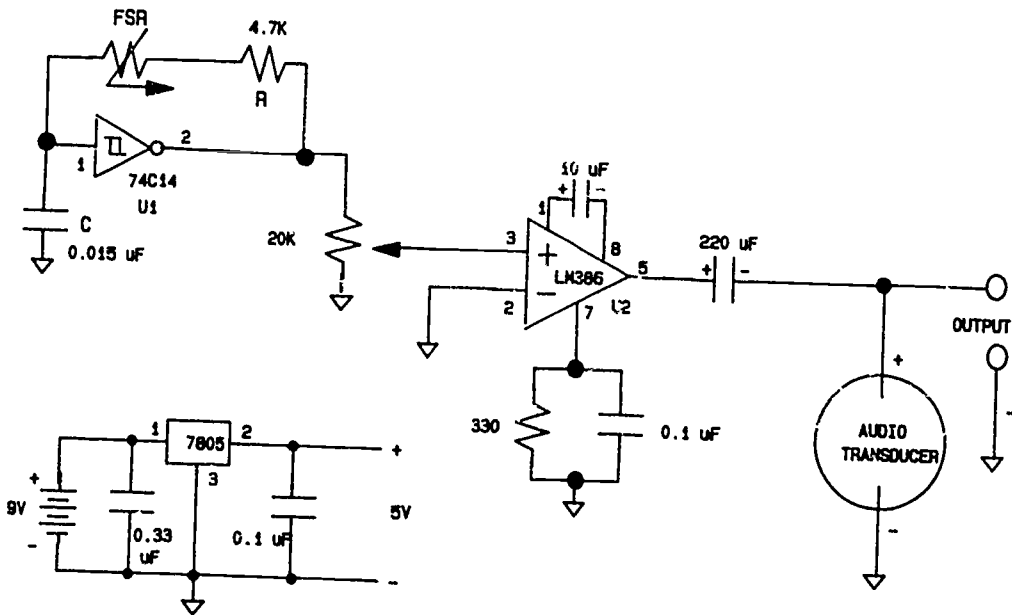 FSR
4.7K
R
1
2
74C14
U1
C
0.015 uF
20K
10 uF
+ -
1
8
3
+
LM386
5
2
-
7
U2
220 uF
+ -
OUTPUT
-
330
0.1 uF
+
AUDIO
TRANSDUCER
-
1
7805
2
3
+
+
9V
-
0.33
uF
0.1 uF
5V
-